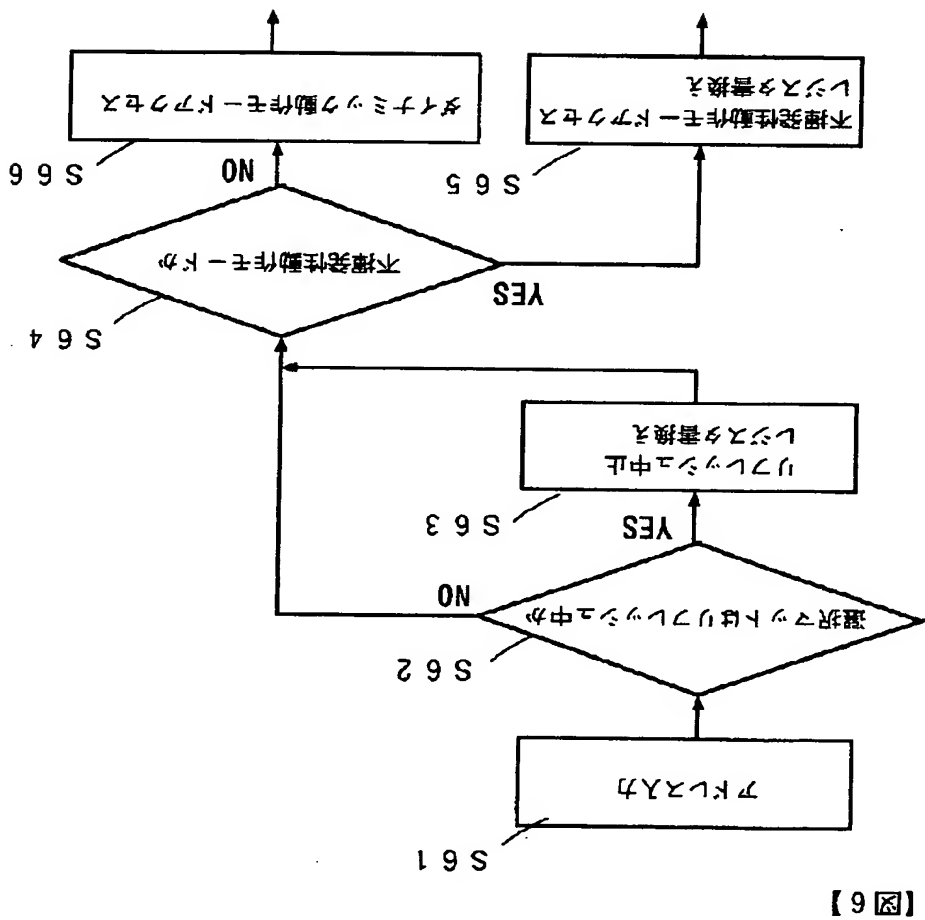 【図6】
S61
アドレス入力
S62
選択マットはリフレッシュ中か
NO
YES
S63
リフレッシュ中止
レジスタ書換え
S64
不揮発性動作モードか
YES
NO
S65
不揮発性動作モードアクセス
レジスタ書換え
S66
ダイナミック動作モードアクセス